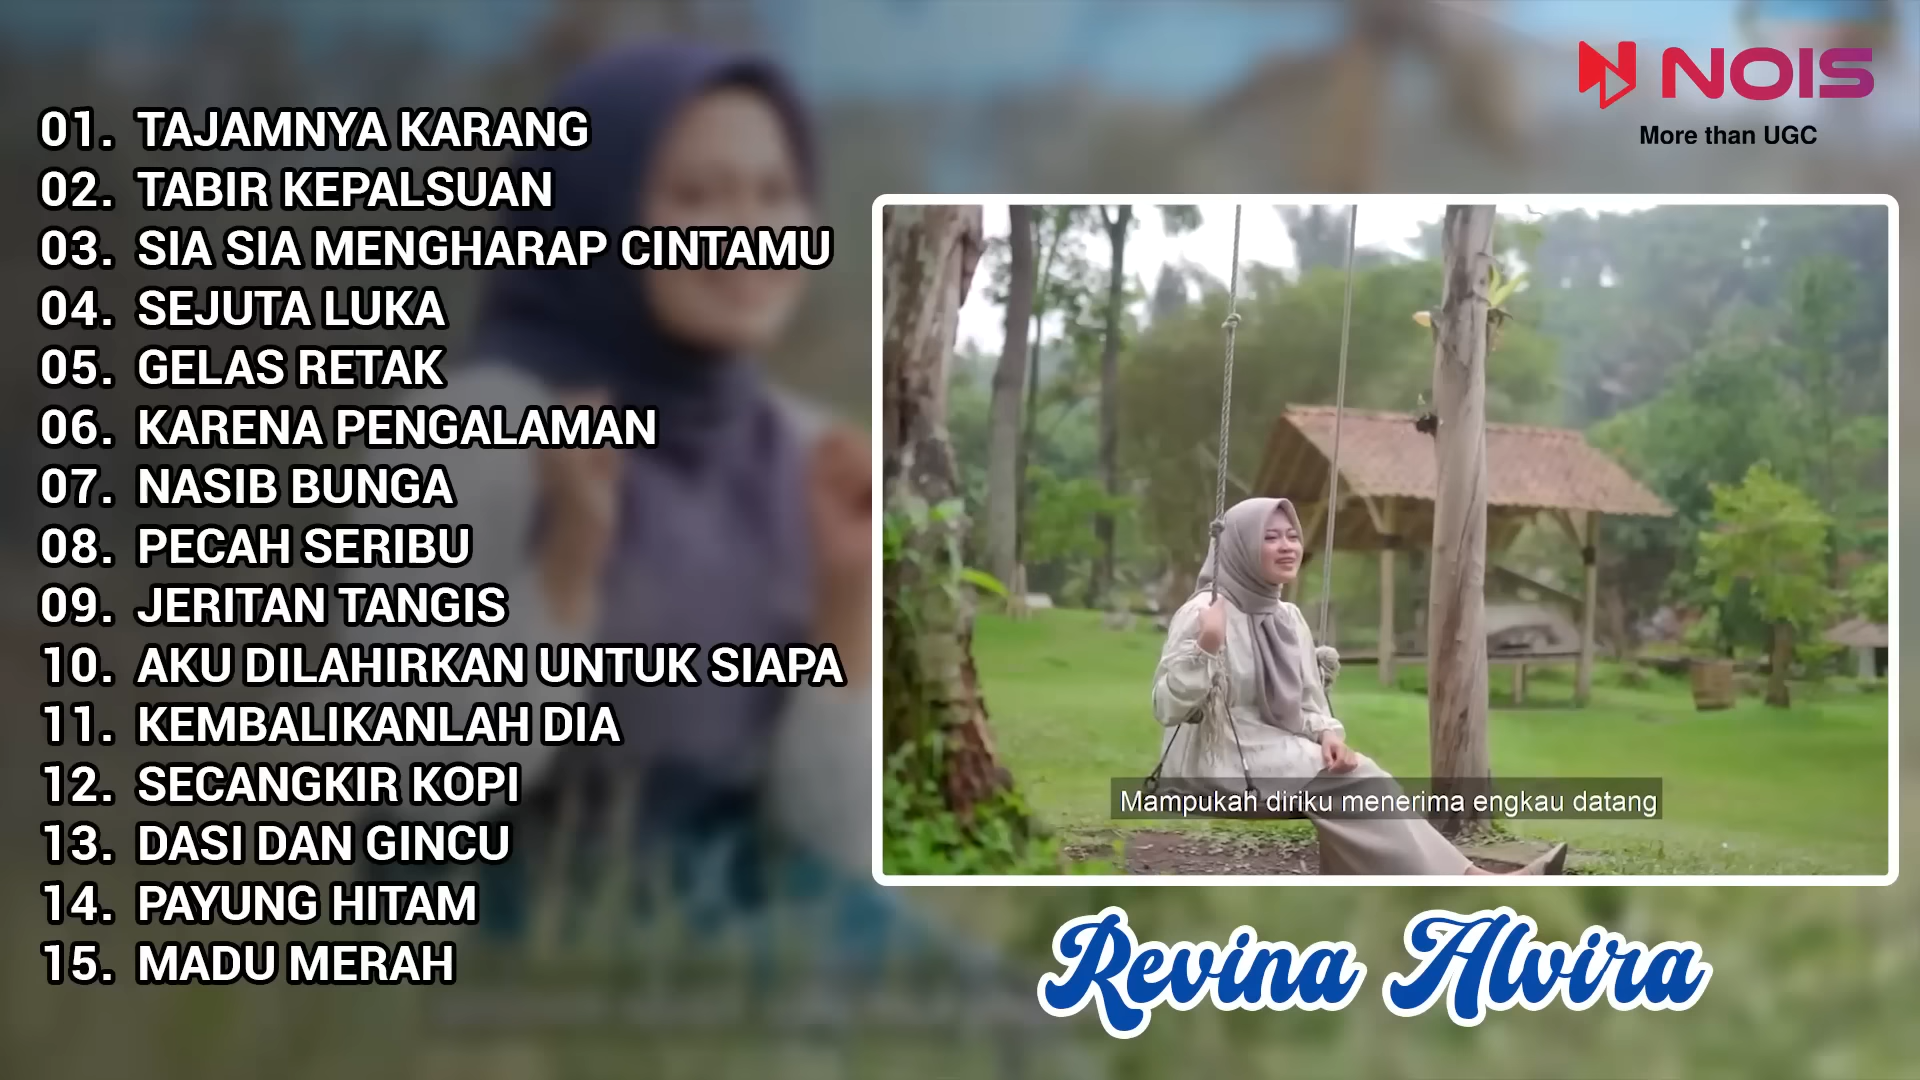 NOIS
More than UGC
01. TAJAMNYA KARANG
02. TABIR KEPALSUAN
03. SIA SIA MENGHARAP CINTAMU
04. SEJUTA LUKA
05. GELAS RETAK
06. KARENA PENGALAMAN
07. NASIB BUNGA
08. PECAH SERIBU
09. JERITAN TANGIS
10. AKU DILAHIRKAN UNTUK SIAPA
11. KEMBALIKANLAH DIA
12. SECANGKIR KOPI
13. DASI DAN GINCU
14. PAYUNG HITAM
15. MADU MERAH
Mampukah diriku menerima engkau datang
Revina Alvira